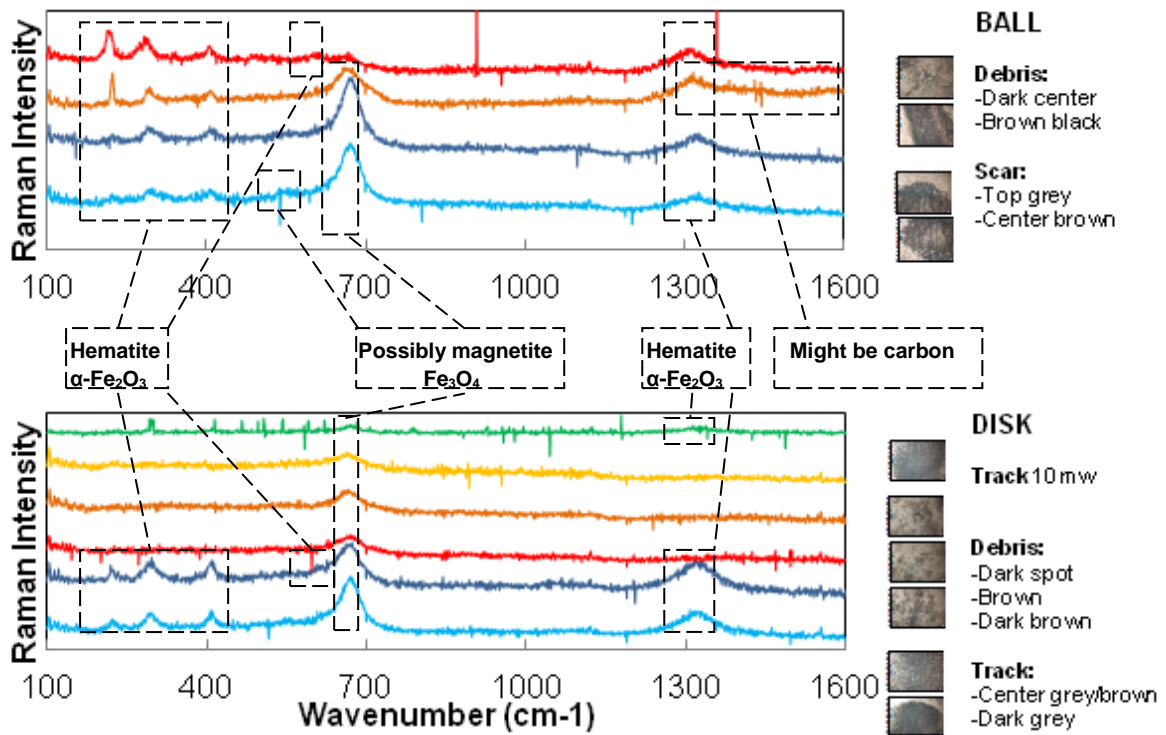 Raman Intensity
100 400 700 1000 1300 1600
BALL
Debris:
-Dark center
-Brown black
Scar:
-Top grey
-Center brown
Hematite
α-Fe₂O₃
Possibly magnetite
Fe₃O₄
Hematite
α-Fe₂O₃
Might be carbon
Raman Intensity
100 400 700 1000 1300 1600
Wavenumber (cm-1)
DISK
Track 10 mw
Debris:
-Dark spot
-Brown
-Dark brown
Track:
-Center grey/brown
-Dark grey